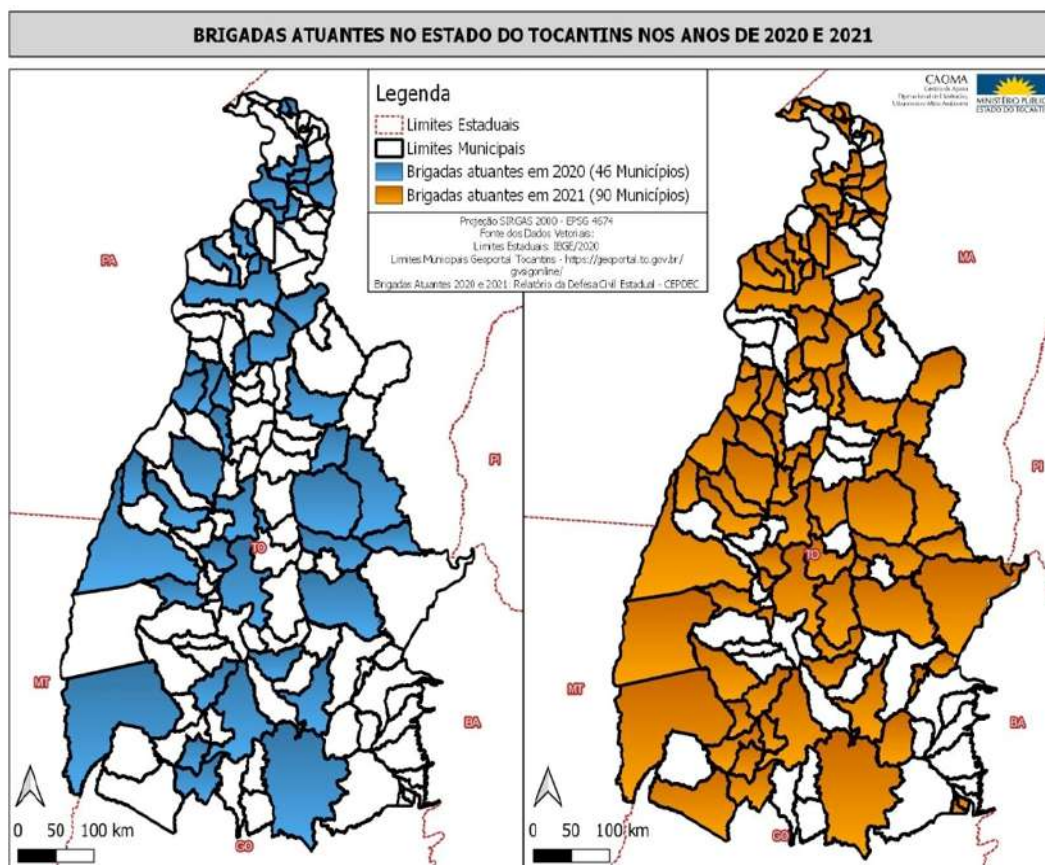 BRIGADAS ATUANTES NO ESTADO DO TOCANTINS NOS ANOS DE 2020 E 2021
Legenda
Limites Estaduais
Limites Municipais
Brigadas atuantes em 2020 (46 Municípios)
Brigadas atuantes em 2021 (90 Municípios)
Projeção SIRGAS 2000 - EPSG 4674
Fonte dos Dados Vetoriais:
Limites Estaduais: IBGE/2020
Limites Municipais Geoportal Tocantins - https://geoportal.to.gov.br/
gvsigonline/
Brigadas Atuantes 2020 e 2021: Relatório da Defesa Civil Estadual - CEPDEC
CAOMA
Centro de Apoio
MINISTÉRIO PÚBLICO
ESTADO DO TOCANTINS
PA
PI
TO
MT
BA
GO
0 50 100 km
MA
PI
TO
MT
BA
GO
0 50 100 km